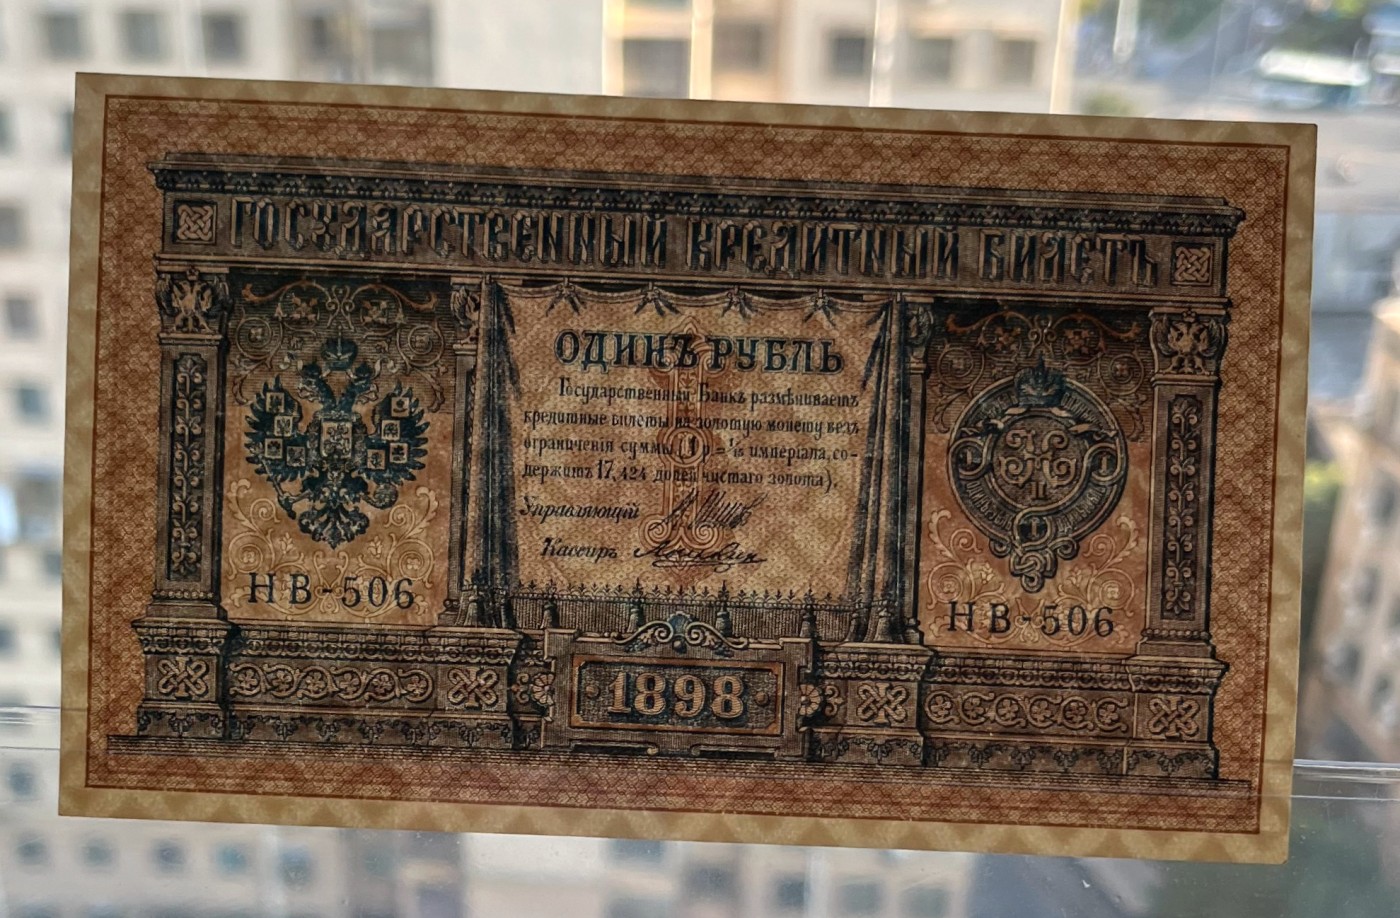 ГОСУДАРСТВЕННЫЙ КРЕДИТНЫЙ БИЛЕТЪ
ОДИНЪ РУБЛЬ
Государственный Банкъ размѣниваетъ
кредитные билеты на золотую монету безъ
ограниченія суммы (1 р. = 1/15 имперіала, со-
держитъ 17,424 долей чистаго золота).
Управляющій
Кассиръ
НВ-506
НВ-506
1898